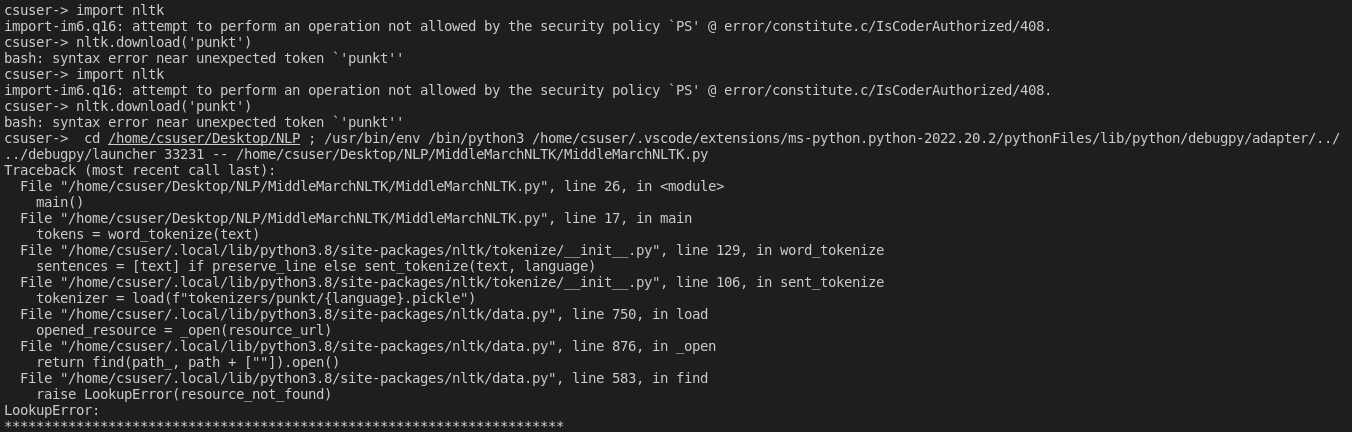 csuser-> import nltk
import-im6.q16: attempt to perform an operation not allowed by the security policy `PS' @ error/constitute.c/IsCoderAuthorized/408.
csuser-> nltk.download('punkt')
bash: syntax error near unexpected token `'punkt''
csuser-> import nltk
import-im6.q16: attempt to perform an operation not allowed by the security policy `PS' @ error/constitute.c/IsCoderAuthorized/408.
csuser-> nltk.download('punkt')
bash: syntax error near unexpected token `'punkt''
csuser->  cd /home/csuser/Desktop/NLP ; /usr/bin/env /bin/python3 /home/csuser/.vscode/extensions/ms-python.python-2022.20.2/pythonFiles/lib/python/debugpy/adapter/../
../debugpy/launcher 33231 -- /home/csuser/Desktop/NLP/MiddleMarchNLTK/MiddleMarchNLTK.py
Traceback (most recent call last):
  File "/home/csuser/Desktop/NLP/MiddleMarchNLTK/MiddleMarchNLTK.py", line 26, in <module>
    main()
  File "/home/csuser/Desktop/NLP/MiddleMarchNLTK/MiddleMarchNLTK.py", line 17, in main
    tokens = word_tokenize(text)
  File "/home/csuser/.local/lib/python3.8/site-packages/nltk/tokenize/__init__.py", line 129, in word_tokenize
    sentences = [text] if preserve_line else sent_tokenize(text, language)
  File "/home/csuser/.local/lib/python3.8/site-packages/nltk/tokenize/__init__.py", line 106, in sent_tokenize
    tokenizer = load(f"tokenizers/punkt/{language}.pickle")
  File "/home/csuser/.local/lib/python3.8/site-packages/nltk/data.py", line 750, in load
    opened_resource = _open(resource_url)
  File "/home/csuser/.local/lib/python3.8/site-packages/nltk/data.py", line 876, in _open
    return find(path_, path + [""]).open()
  File "/home/csuser/.local/lib/python3.8/site-packages/nltk/data.py", line 583, in find
    raise LookupError(resource_not_found)
LookupError:
**********************************************************************